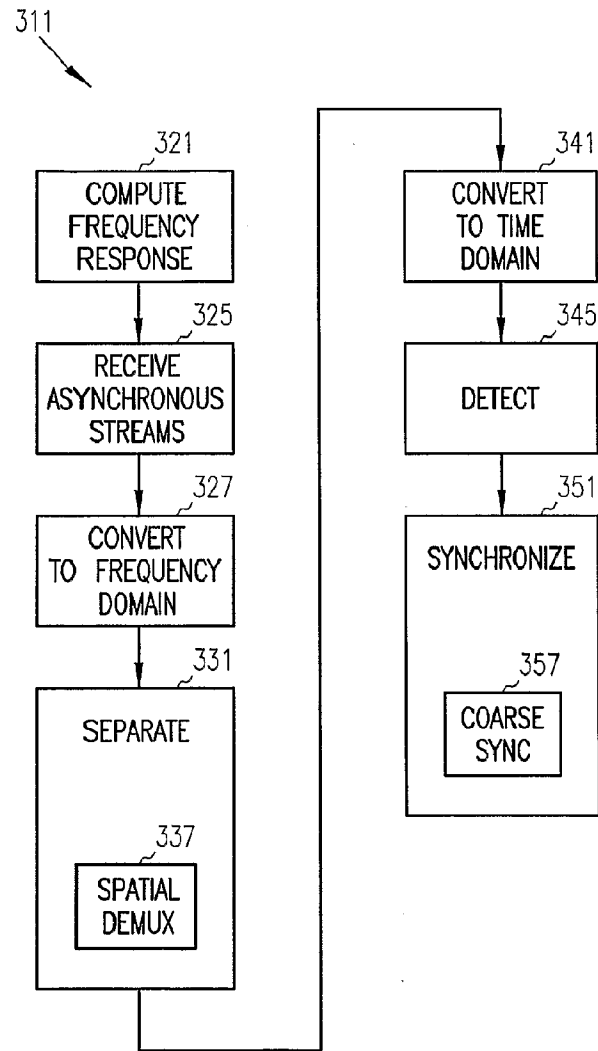 311
321
COMPUTE
FREQUENCY
RESPONSE
325
RECEIVE
ASYNCHRONOUS
STREAMS
327
CONVERT
TO FREQUENCY
DOMAIN
331
SEPARATE
337
SPATIAL
DEMUX
341
CONVERT
TO TIME
DOMAIN
345
DETECT
351
SYNCHRONIZE
357
COARSE
SYNC